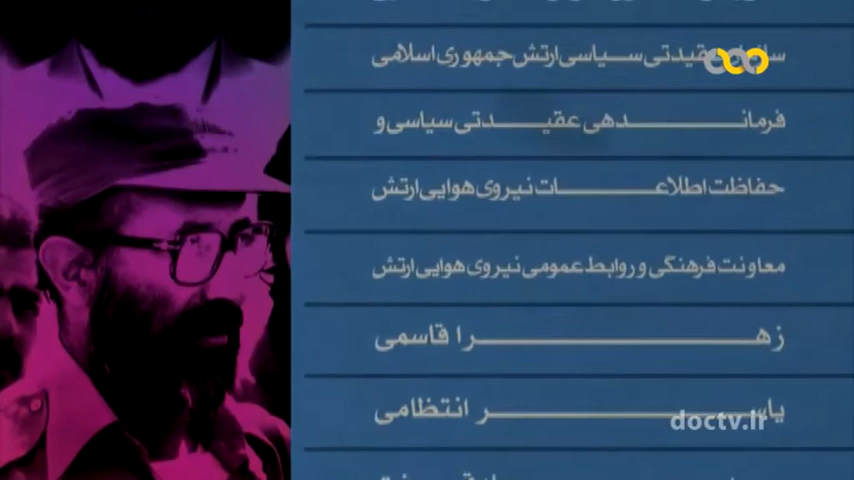 سازمان عقیدتی سیاسی ارتش جمهوری اسلامی
فرماندهی عقیدتی سیاسی و
حفاظت اطلاعات نیروی هوایی ارتش
معاونت فرهنگی و روابط عمومی نیروی هوایی ارتش
زهرا قاسمی
یاسر انتظامی
doctv.ir